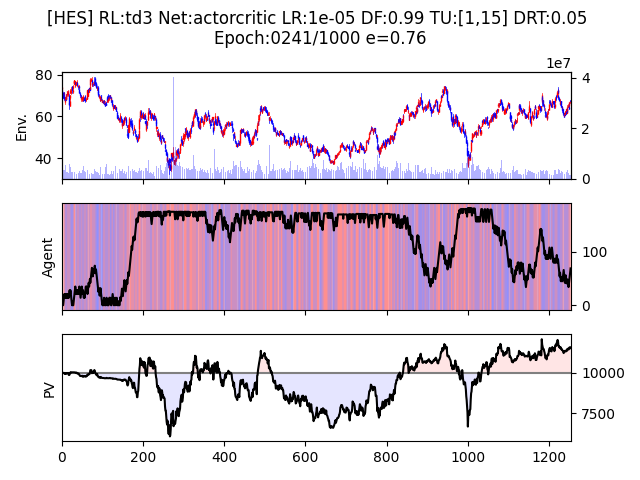 [HES] RL:td3 Net:actorcritic LR:1e-05 DF:0.99 TU:[1,15] DRT:0.05
Epoch:0241/1000 e=0.76
1e7
80
60
40
Env.
4
2
0
Agent
100
0
PV
10000
7500
0 200 400 600 800 1000 1200